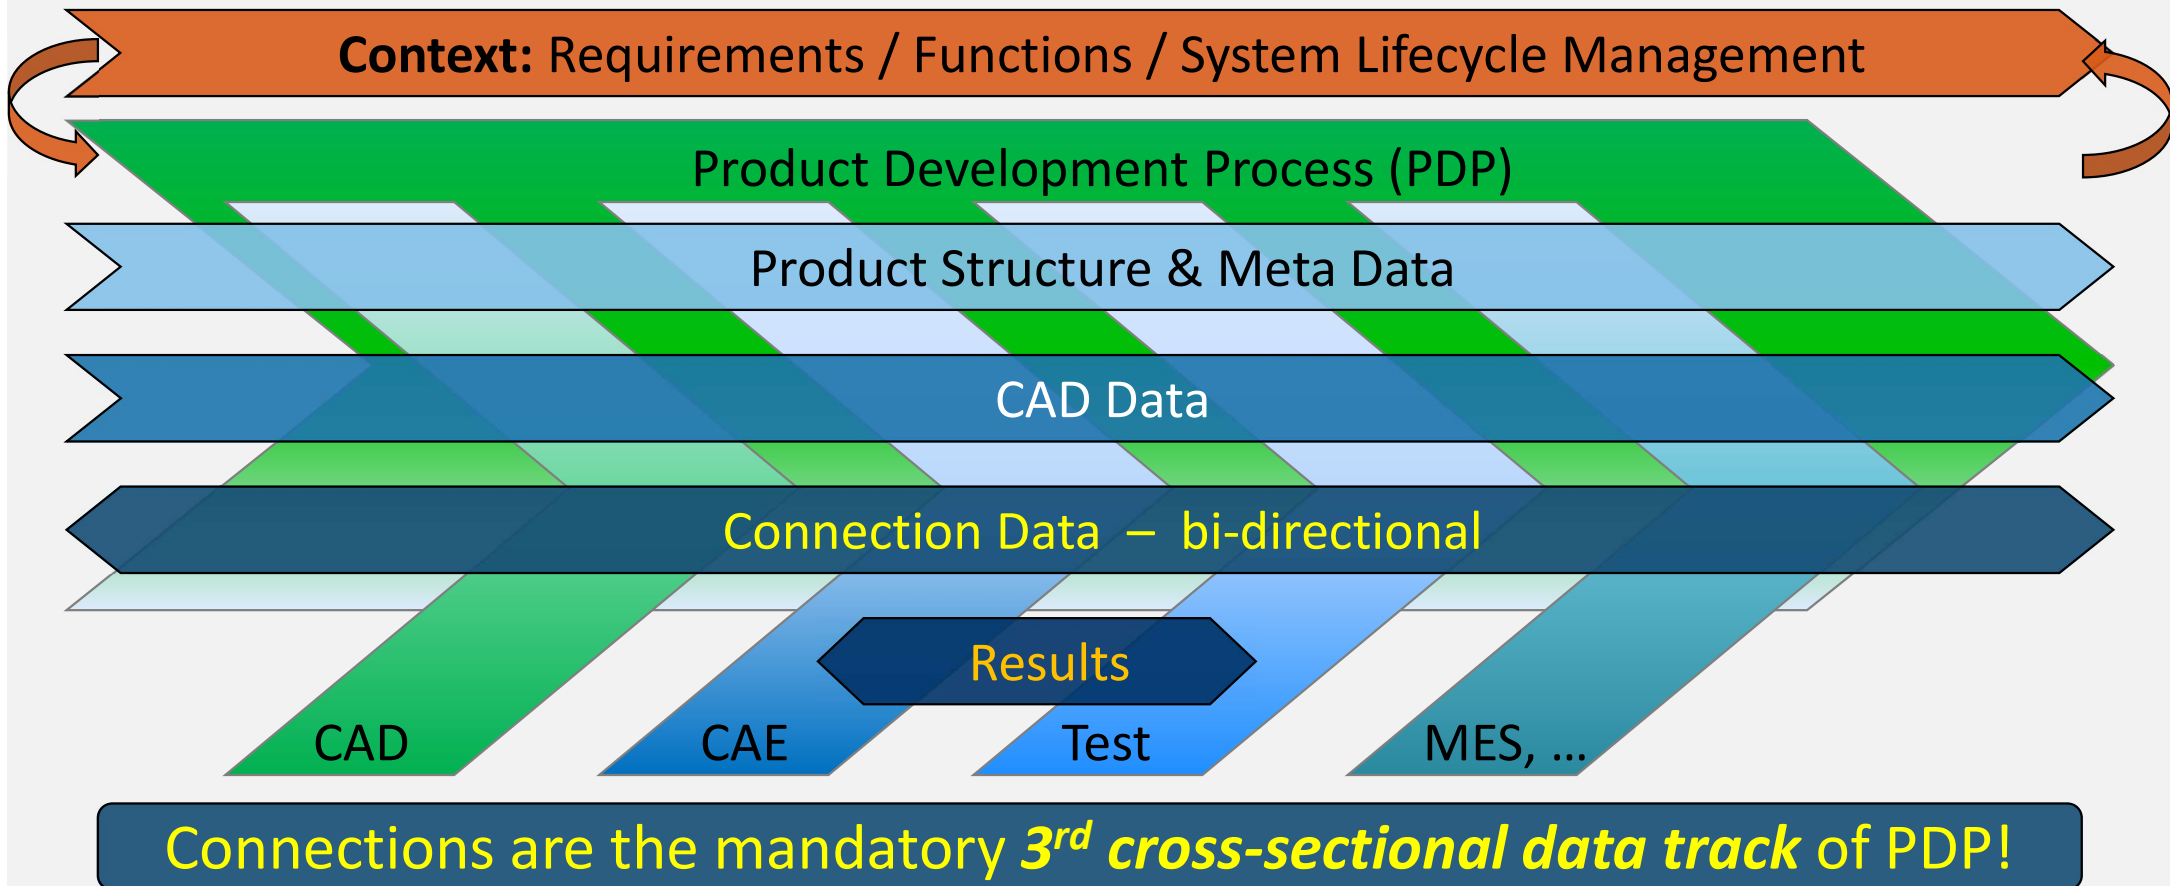 Context: Requirements / Functions / System Lifecycle Management
Product Development Process (PDP)
Product Structure & Meta Data
CAD Data
Connection Data – bi-directional
Results
CAD
CAE
Test
MES, ...
Connections are the mandatory 3rd cross-sectional data track of PDP!